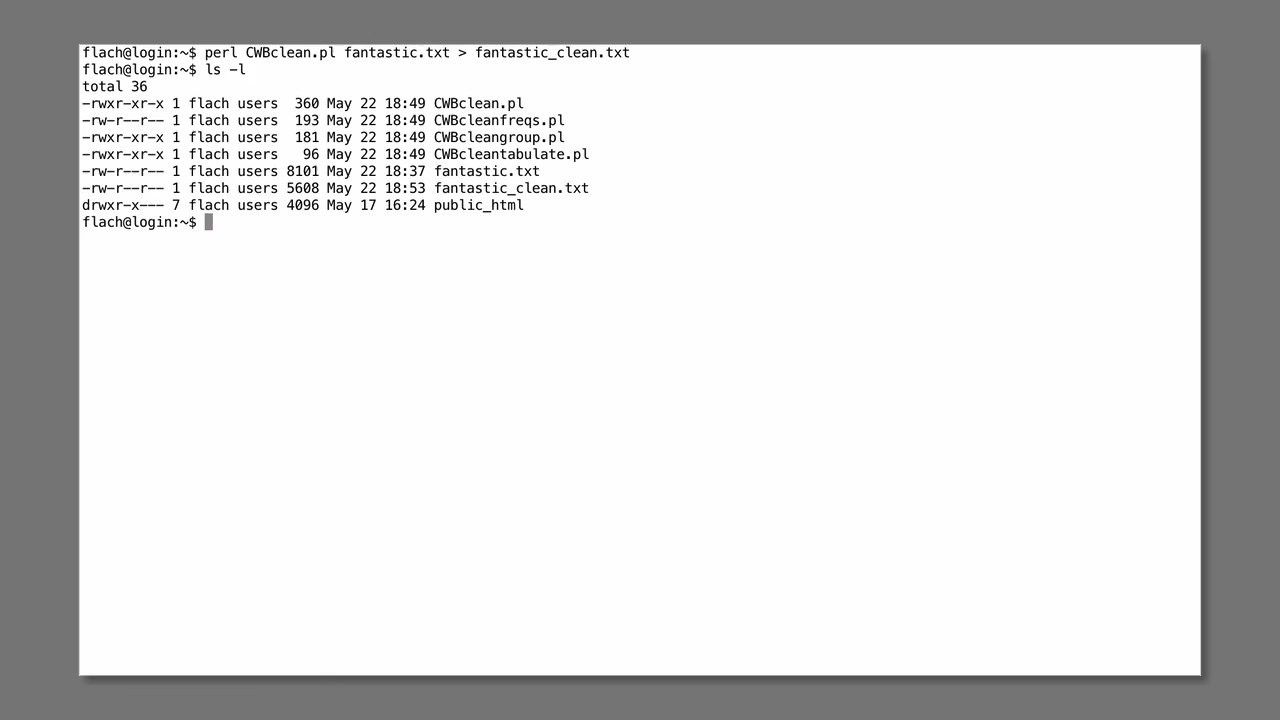 flach@login:~$ perl CWBclean.pl fantastic.txt > fantastic_clean.txt
flach@login:~$ ls -l
total 36
-rwxr-xr-x 1 flach users  360 May 22 18:49 CWBclean.pl
-rw-r--r-- 1 flach users  193 May 22 18:49 CWBcleanfreqs.pl
-rwxr-xr-x 1 flach users  181 May 22 18:49 CWBcleangroup.pl
-rwxr-xr-x 1 flach users   96 May 22 18:49 CWBcleantabulate.pl
-rw-r--r-- 1 flach users 8101 May 22 18:37 fantastic.txt
-rw-r--r-- 1 flach users 5608 May 22 18:53 fantastic_clean.txt
drwxr-x--- 7 flach users 4096 May 17 16:24 public_html
flach@login:~$